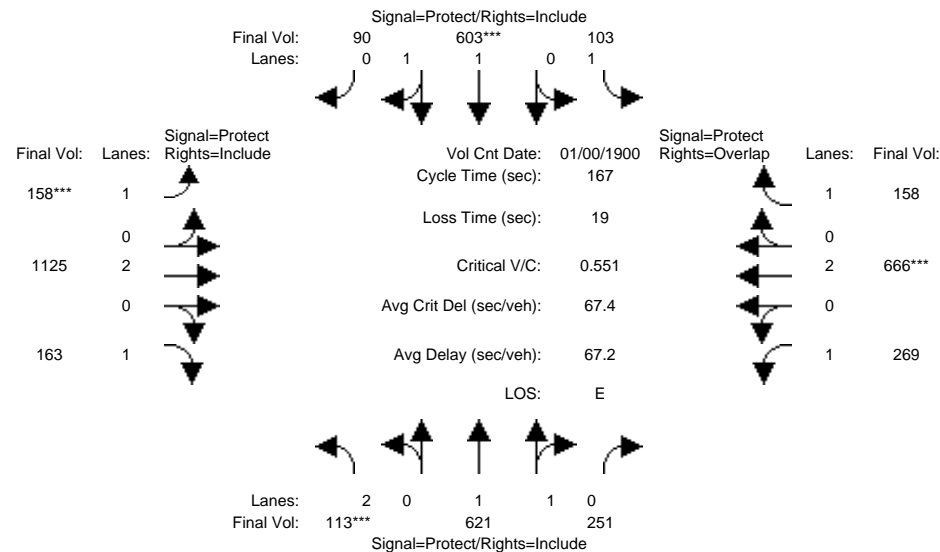 Signal=Protect/Rights=Include
Final Vol: 90 603*** 103
Lanes: 0 1 1 0 1
Signal=Protect
Final Vol: Lanes: Rights=Include
Vol Cnt Date: 01/00/1900
Signal=Protect
Rights=Overlap Lanes: Final Vol:
Cycle Time (sec): 167
158*** 1
1 158
Loss Time (sec): 19
0
0
1125 2
Critical V/C: 0.551
2 666***
0
Avg Crit Del (sec/veh): 67.4
0
163 1
Avg Delay (sec/veh): 67.2
1 269
LOS: E
Lanes: 2 0 1 1 0
Final Vol: 113*** 621 251
Signal=Protect/Rights=Include